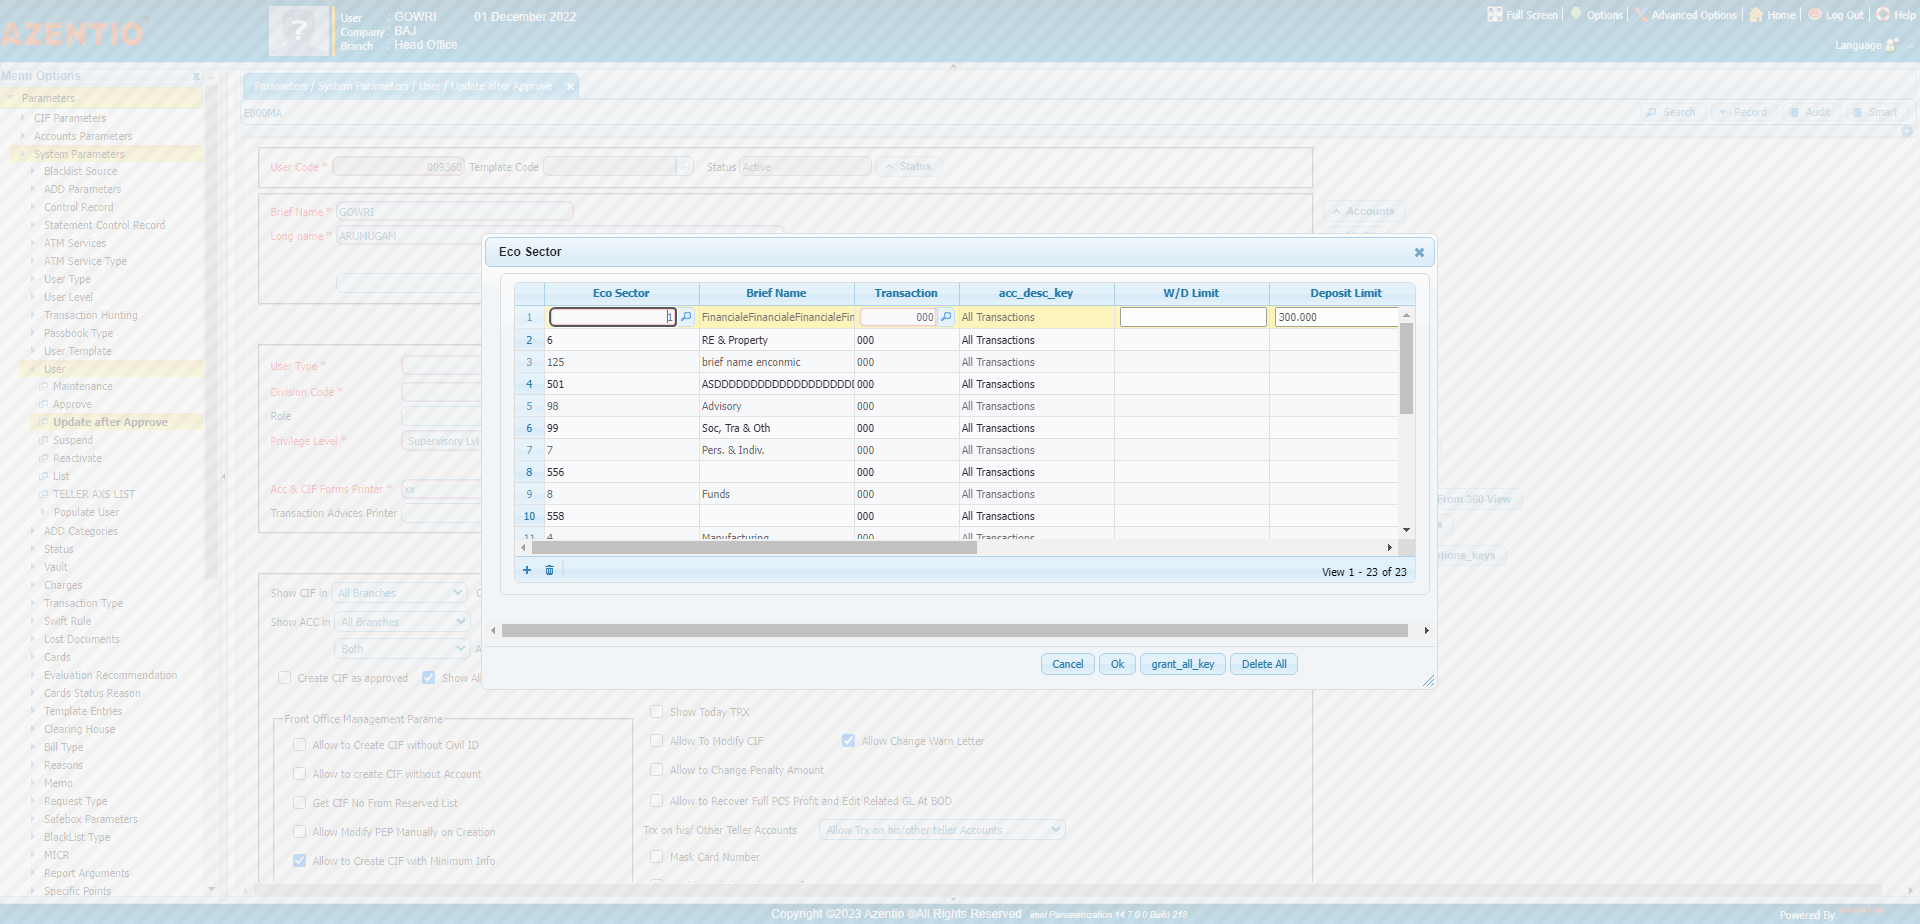 AZENTIO
User : GOWRI 01 December 2022
Company : BAJ
Branch : Head Office
Full Screen Options Advanced Options Home Log Out Help
Language
Menu Options
Parameters
CIF Parameters
Accounts Parameters
System Parameters
Blacklist Source
ADD Parameters
Control Record
Statement Control Record
ATM Services
ATM Service Type
User Type
User Level
Transaction Hunting
Passbook Type
User Template
User
Maintenance
Approve
Update after Approve
Suspend
Reactivate
List
TELLER AXS LIST
Populate User
ADD Categories
Status
Vault
Charges
Transaction Type
Swift Rule
Lost Documents
Cards
Evaluation Recommendation
Cards Status Reason
Template Entries
Clearing House
Bill Type
Reasons
Memo
Request Type
Safebox Parameters
BlackList Type
MICR
Report Arguments
Specific Points
Parameters / System Parameters / User / Update after Approve
E000MA
Search Record Audit Smart
User Code * 009360 Template Code Status Active Status
Brief Name * GOWRI
Accounts
Long name * ARUMUGAM
User Type *
Division Code *
Role
Privilege Level * Supervisory Lvl
Acc & CIF Forms Printer * xx
Transaction Advices Printer
From 360 View
tions_keys
Show CIF in All Branches
Show ACC in All Branches
Both
Create CIF as approved Show Al
Front Office Management Parame
Allow to Create CIF without Civil ID
Allow to create CIF without Account
Get CIF No From Reserved List
Allow Modify PEP Manually on Creation
Allow to Create CIF with Minimum Info
Show Today TRX
Allow To Modify CIF Allow Change Warn Letter
Allow to Change Penalty Amount
Allow to Recover Full PCS Profit and Edit Related GL At BOD
Trx on his/ Other Teller Accounts Allow Trx on his/other teller Accounts
Mask Card Number
Eco Sector
Eco Sector Brief Name Transaction acc_desc_key W/D Limit Deposit Limit
1 1 FinancialeFinancialeFinancialeFin 000 All Transactions 300.000
2 6 RE & Property 000 All Transactions
3 125 brief name enconmic 000 All Transactions
4 501 ASDDDDDDDDDDDDDDDDDDDD 000 All Transactions
5 98 Advisory 000 All Transactions
6 99 Soc, Tra & Oth 000 All Transactions
7 7 Pers. & Indiv. 000 All Transactions
8 556 000 All Transactions
9 8 Funds 000 All Transactions
10 558 000 All Transactions
11 4 Manufacturing 000 All Transactions
View 1 - 23 of 23
Cancel Ok grant_all_key Delete All
Copyright ©2023 Azentio ®All Rights Reserved imal Parametrization 14.7.0.0 Build 218
Powered By